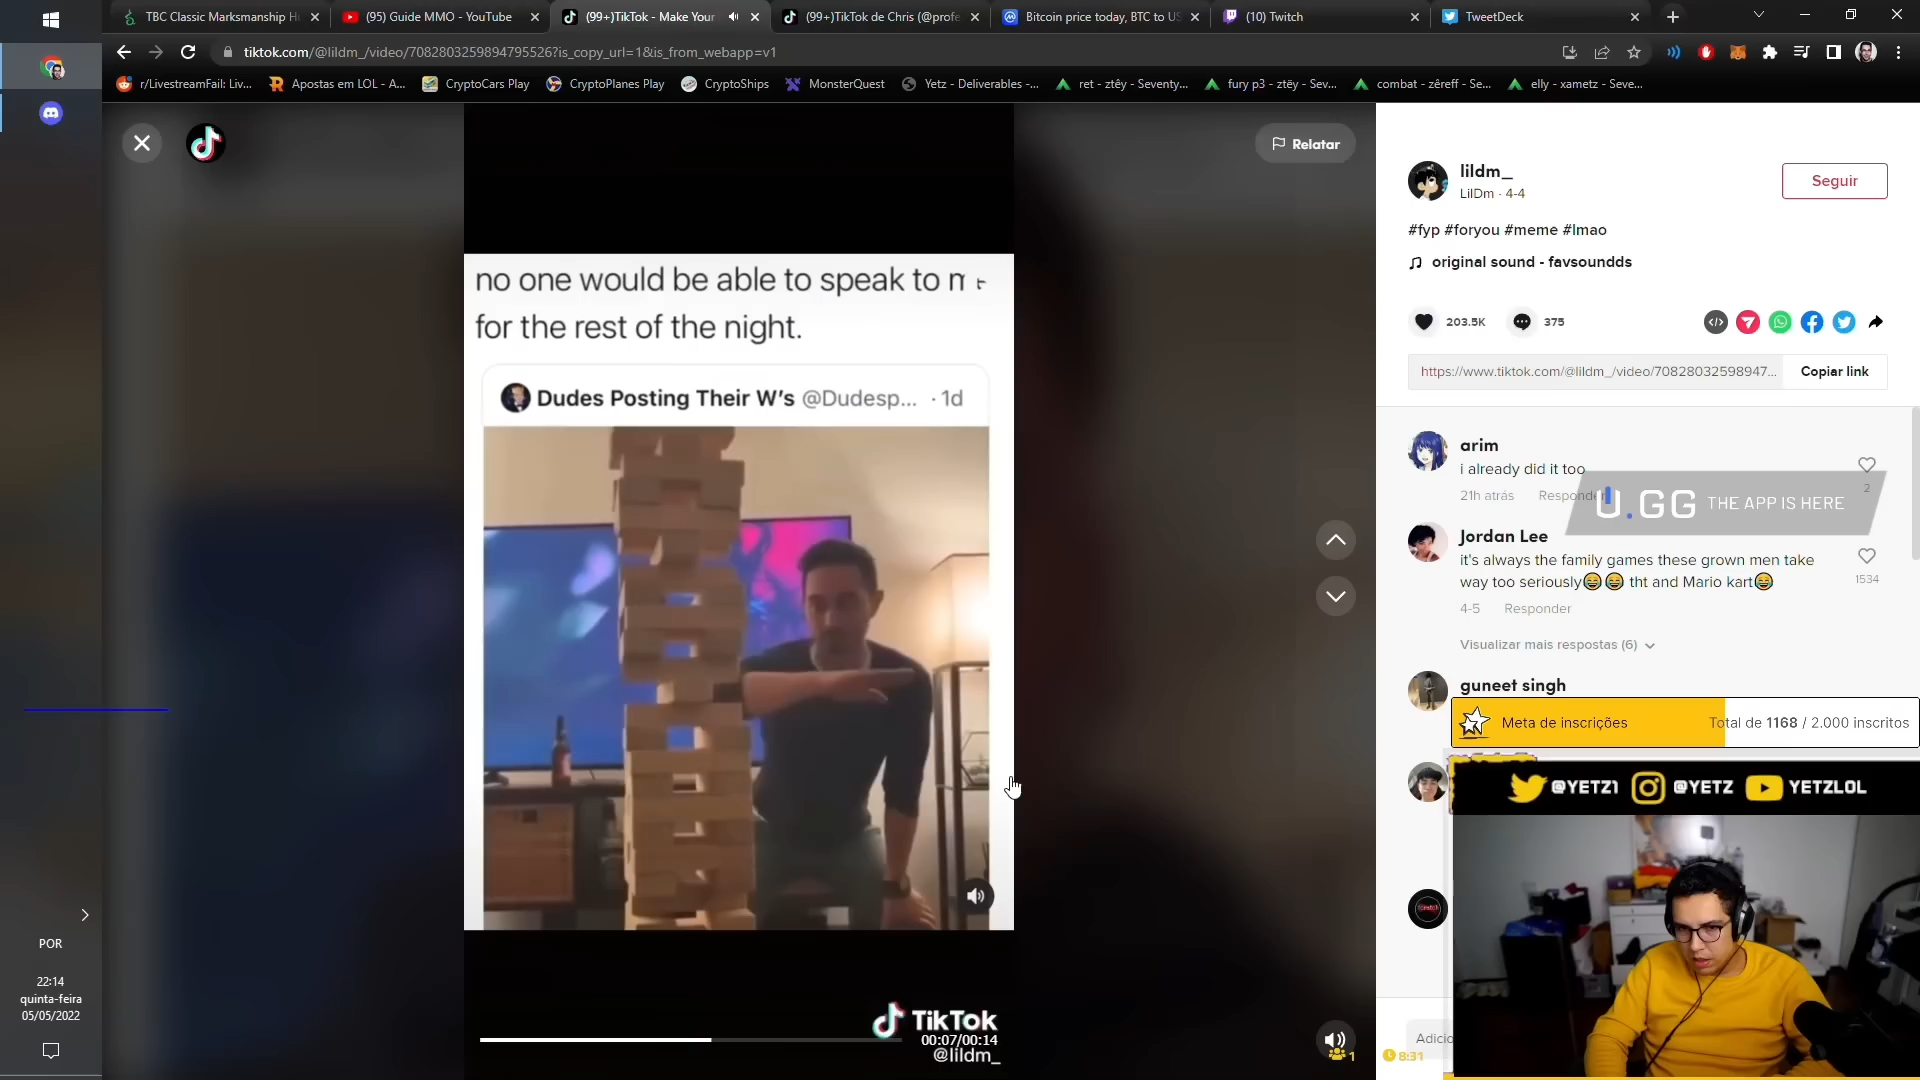 TBC Classic Marksmanship H
(95) Guide MMO - YouTube
(99+)TikTok - Make Your
(99+)TikTok de Chris (@profe
Bitcoin price today, BTC to US
(10) Twitch
TweetDeck
tiktok.com/@lildm_/video/7082803259894795526?is_copy_url=1&is_from_webapp=v1
r/LivestreamFail: Liv...
Apostas em LOL - A...
CryptoCars Play
CryptoPlanes Play
CryptoShips
MonsterQuest
Yetz - Deliverables -...
ret - ztëy - Seventy...
fury p3 - ztëy - Sev...
combat - zêreff - Se...
elly - xametz - Seve...
Relatar
no one would be able to speak to m
for the rest of the night.
Dudes Posting Their W's @Dudesp... · 1d
TikTok
00:07/00:14
@lildm_
lildm_
LilDm · 4-4
Seguir
#fyp #foryou #meme #lmao
original sound - favsoundds
203.5K
375
https://www.tiktok.com/@lildm_/video/70828032598947...
Copiar link
arim
i already did it too
21h atrás
Responder
2
U.GG THE APP IS HERE
Jordan Lee
it's always the family games these grown men take
way too seriously😂😂 tht and Mario kart😂
1534
4-5
Responder
Visualizar mais respostas (6)
guneet singh
Meta de inscrições
Total de 1168 / 2.000 inscritos
@YETZ1
@YETZ
YETZLOL
Adicio
1
8:31
POR
22:14
quinta-feira
05/05/2022